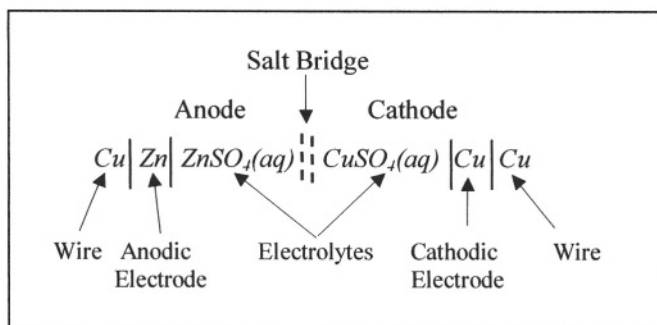 Salt Bridge
Anode Cathode
Cu| Zn| ZnSO₄(aq) ¦¦ CuSO₄(aq) |Cu| Cu
Wire Anodic Electrode Electrolytes Cathodic Electrode Wire